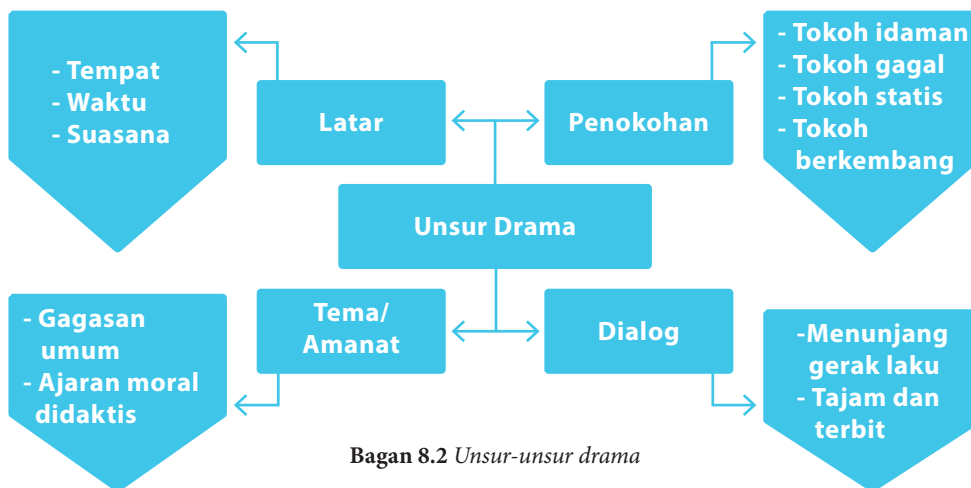 - Tempat
- Waktu
- Suasana
Latar
Penokohan
- Tokoh idaman
- Tokoh gagal
- Tokoh statis
- Tokoh
berkembang
Unsur Drama
- Gagasan
umum
- Ajaran moral
didaktis
Tema/
Amanat
Dialog
-Menunjang
gerak laku
- Tajam dan
terbit
Bagan 8.2 Unsur-unsur drama